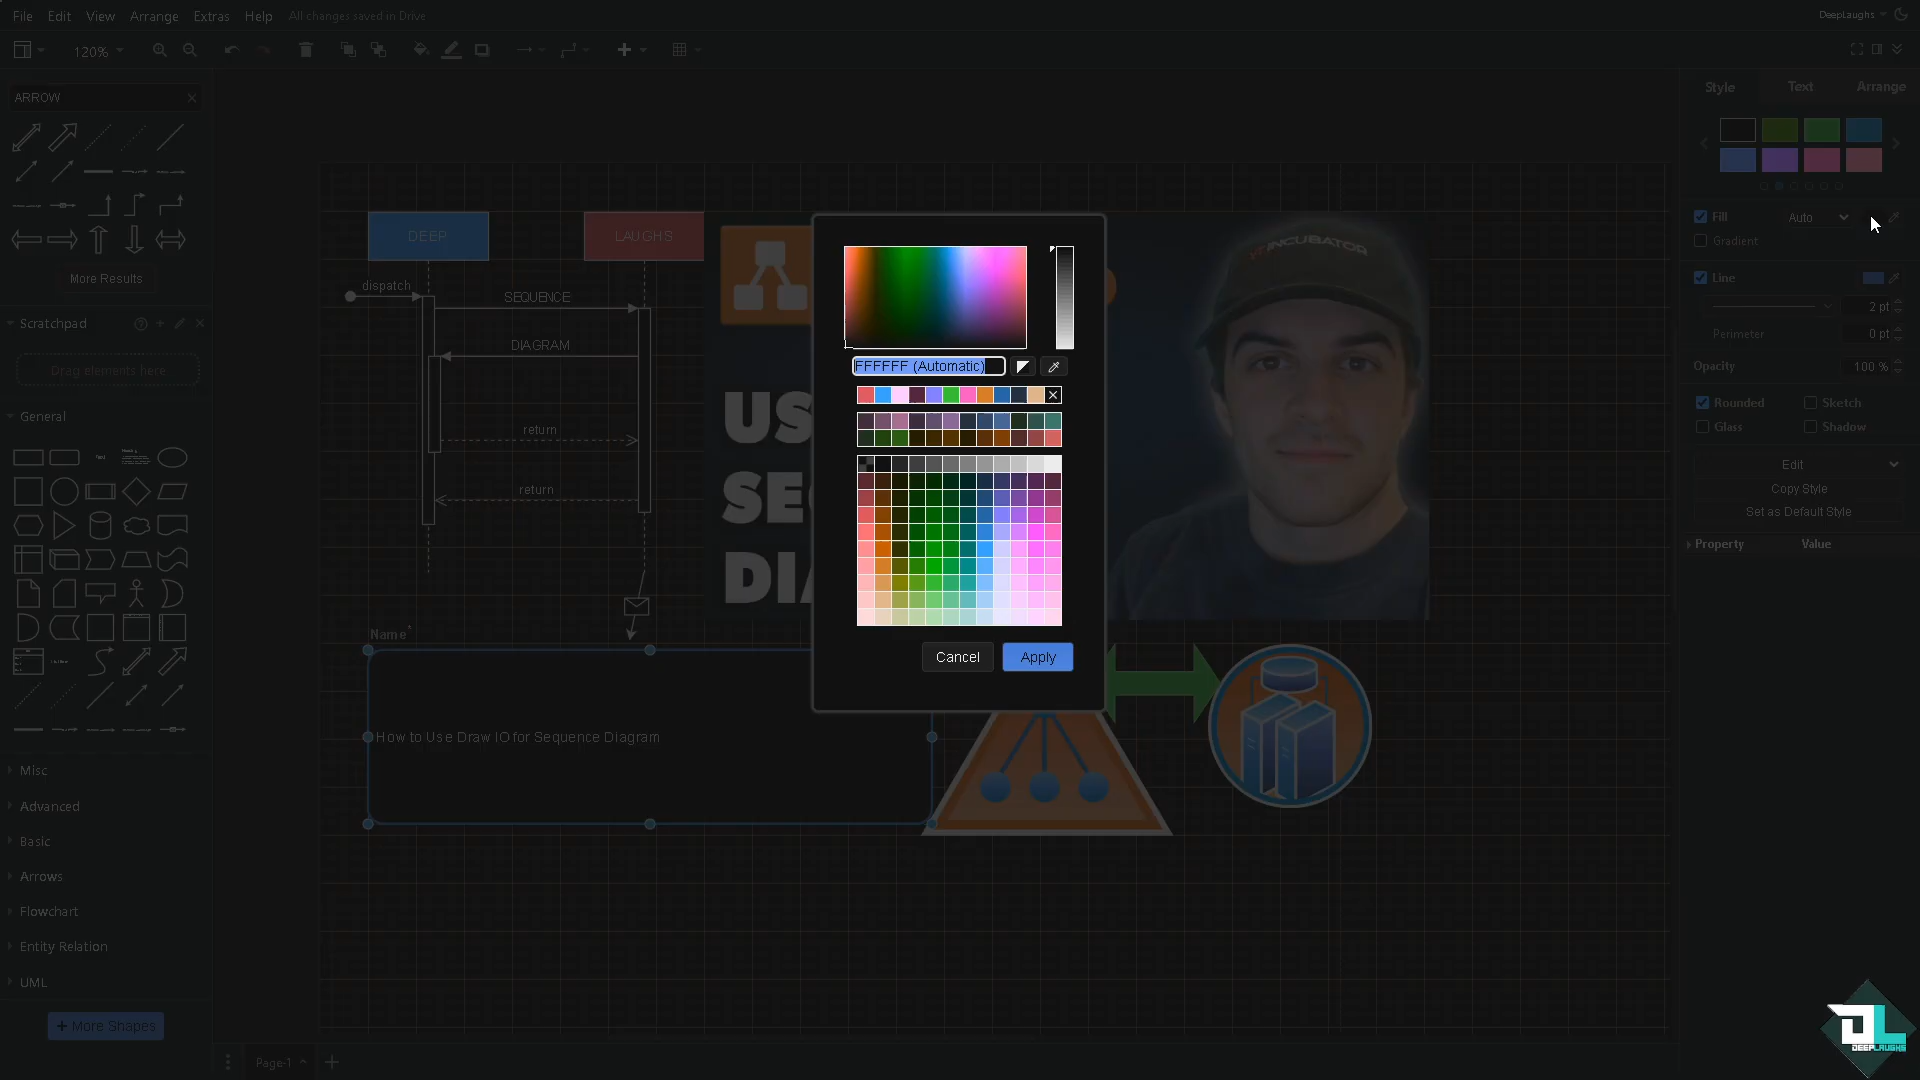 File Edit View Arrange Extras Help All changes saved in Drive DeepLaughs
120%
Style Text Arrange
ARROW
More Results
Scratchpad
Drag elements here
General
Misc
Advanced
Basic
Arrows
Flowchart
Entity Relation
UML
+ More Shapes
DEEP LAUGHS
dispatch
SEQUENCE
DIAGRAM
return
return
US
SE
DIA
INCUBATOR
Name*
How to Use Draw IO for Sequence Diagram
FFFFFF (Automatic)
Cancel Apply
Fill Auto
Gradient
Line
2 pt
Perimeter 0 pt
Opacity 100 %
Rounded Sketch
Glass Shadow
Edit
Copy Style
Set as Default Style
Property Value
Page-1
DL
DEEPLAUGHS